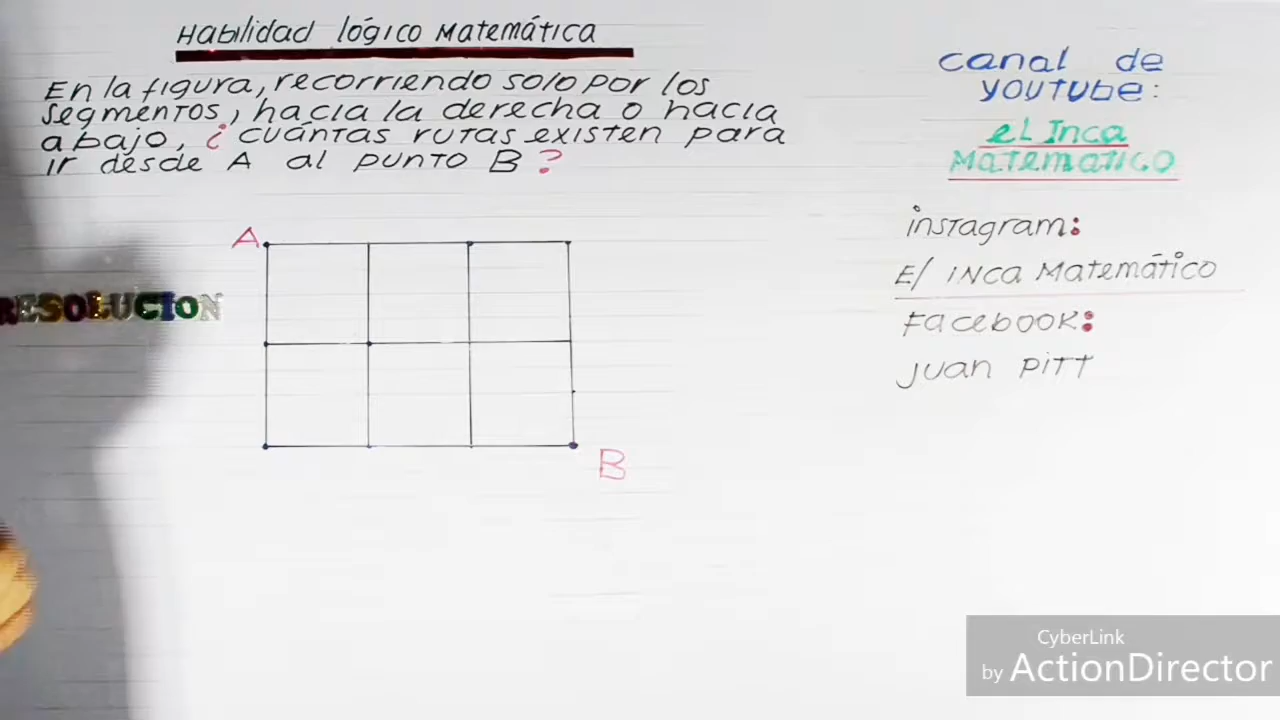 Habilidad lógico Matemática
En la figura, recorriendo solo por los
segmentos, hacia la derecha o hacia
abajo, ¿cuántas rutas existen para
ir desde A al punto B?
A
RESOLUCION
B
canal de
YOUTUBE:
eL Inca
Matematico
instagram:
El INCA Matemático
Facebook:
juan PITT
CyberLink
by ActionDirector